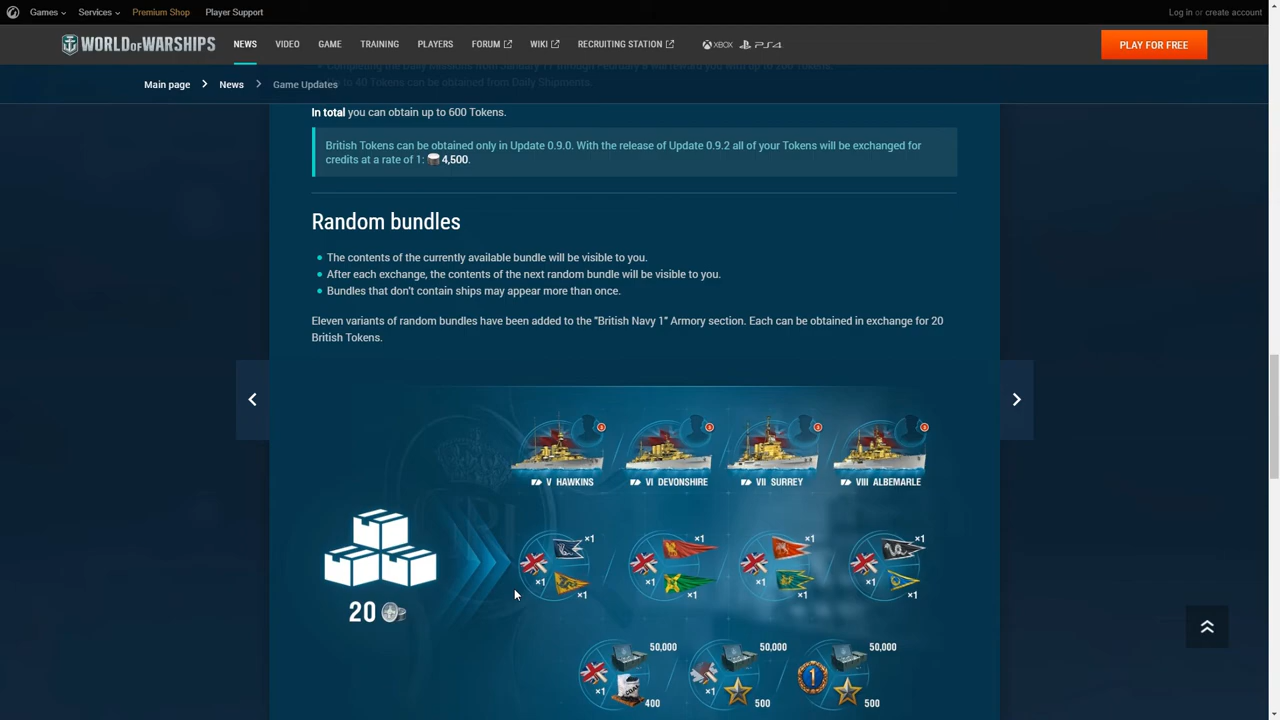 Games Services Premium Shop Player Support Log in or create account
WORLD OF WARSHIPS NEWS VIDEO GAME TRAINING PLAYERS FORUM WIKI RECRUITING STATION XBOX PS4 PLAY FOR FREE
Main page News Game Updates
In total you can obtain up to 600 Tokens.
British Tokens can be obtained only in Update 0.9.0. With the release of Update 0.9.2 all of your Tokens will be exchanged for
credits at a rate of 1: 4,500.
Random bundles
The contents of the currently available bundle will be visible to you.
After each exchange, the contents of the next random bundle will be visible to you.
Bundles that don't contain ships may appear more than once.
Eleven variants of random bundles have been added to the "British Navy 1" Armory section. Each can be obtained in exchange for 20
British Tokens.
V HAWKINS VI DEVONSHIRE VII SURREY VIII ALBEMARLE
×1 ×1 ×1 ×1
×1 ×1 ×1 ×1
×1 ×1 ×1 ×1
20
50,000 50,000 50,000
×1 ×1 1
400 500 500